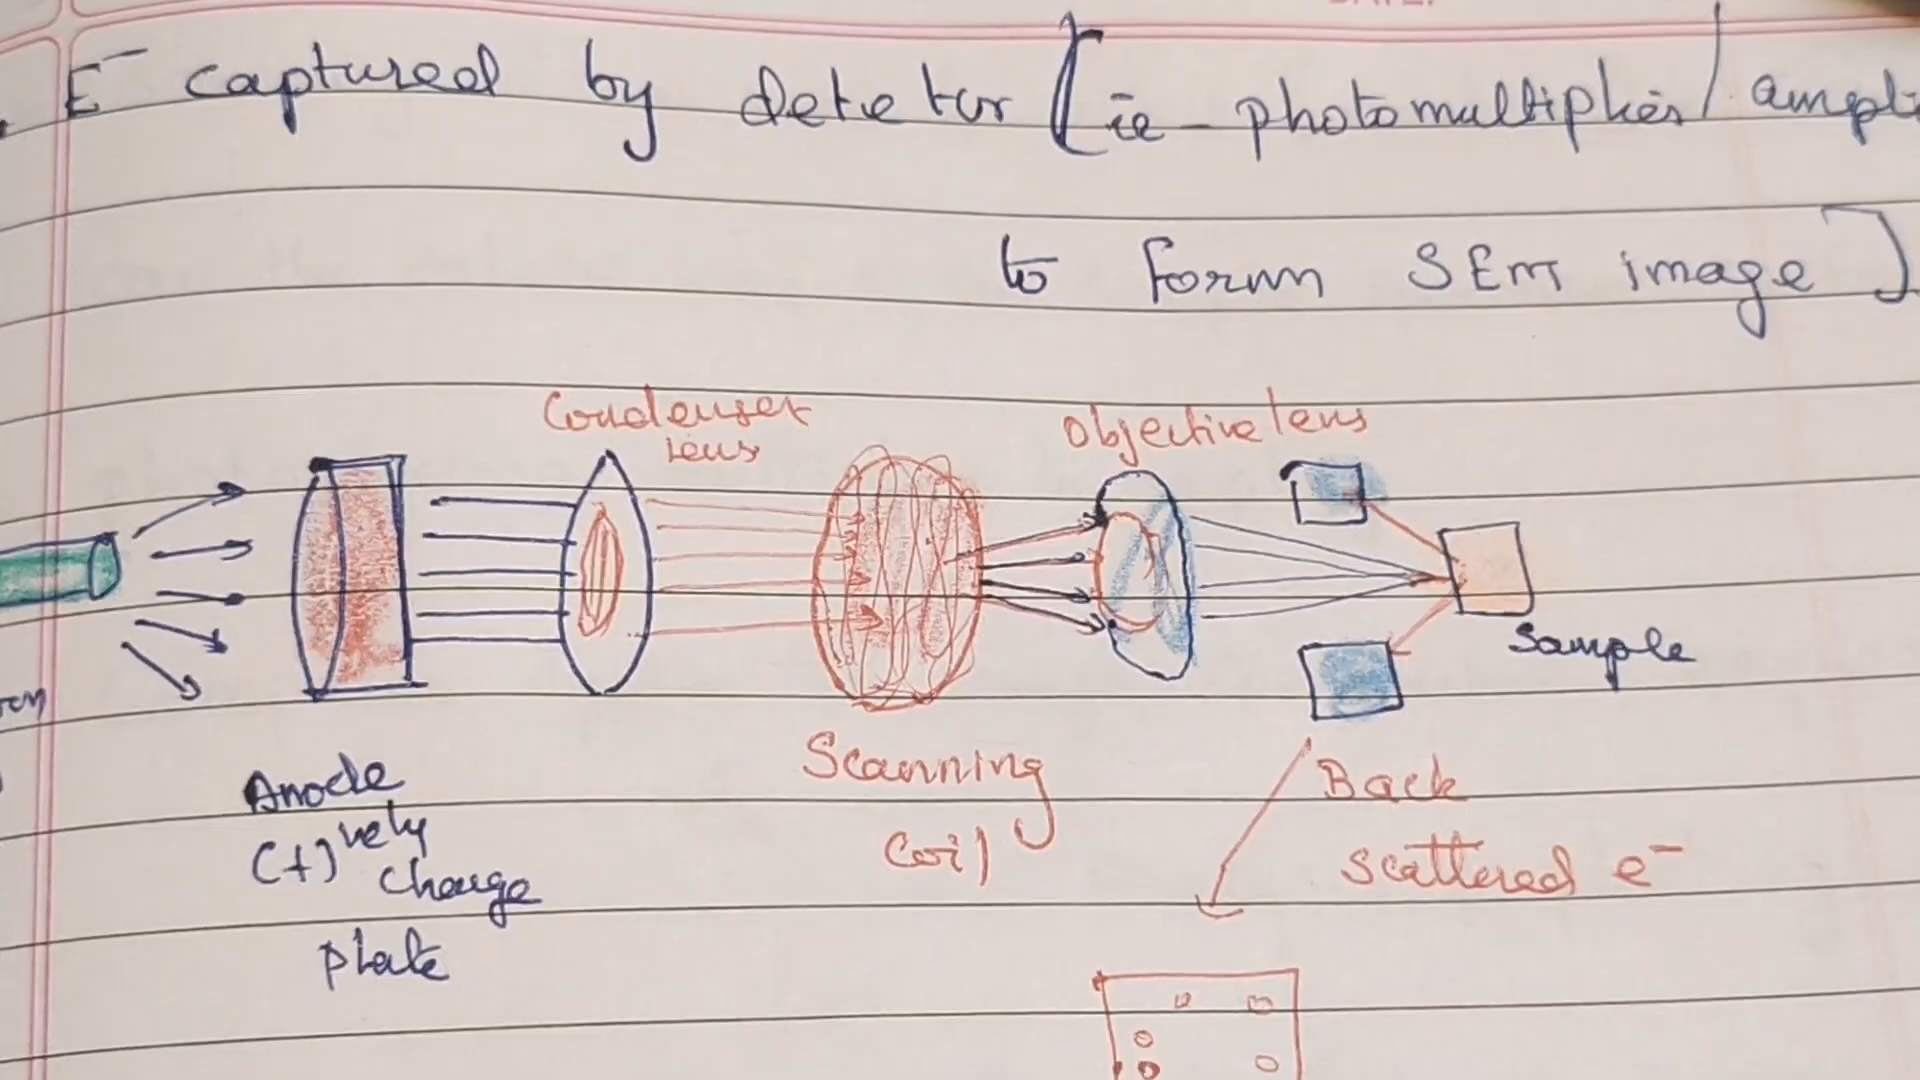 E⁻ captured by detetor [ie - photomultiplier / ampli
to form SEM image]
Condenser
lens
Objective lens
Sample
Anode
(+)vely
charge
plate
Scanning
coil
Back
scattered e⁻